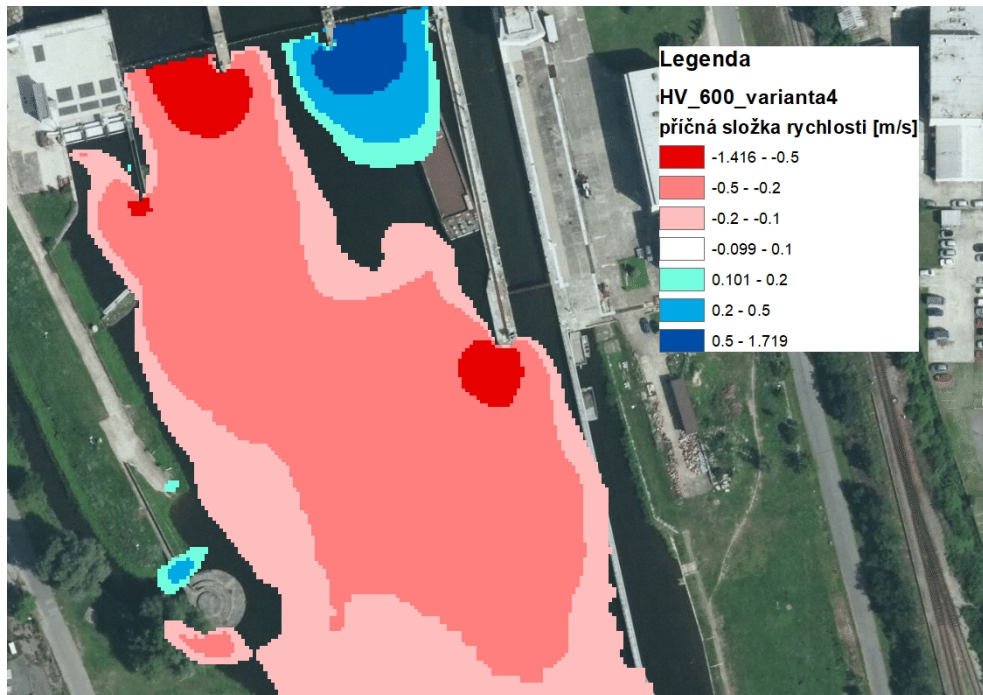 Legenda
HV_600_varianta4
příčná složka rychlosti [m/s]
-1.416 - -0.5
-0.5 - -0.2
-0.2 - -0.1
-0.099 - 0.1
0.101 - 0.2
0.2 - 0.5
0.5 - 1.719